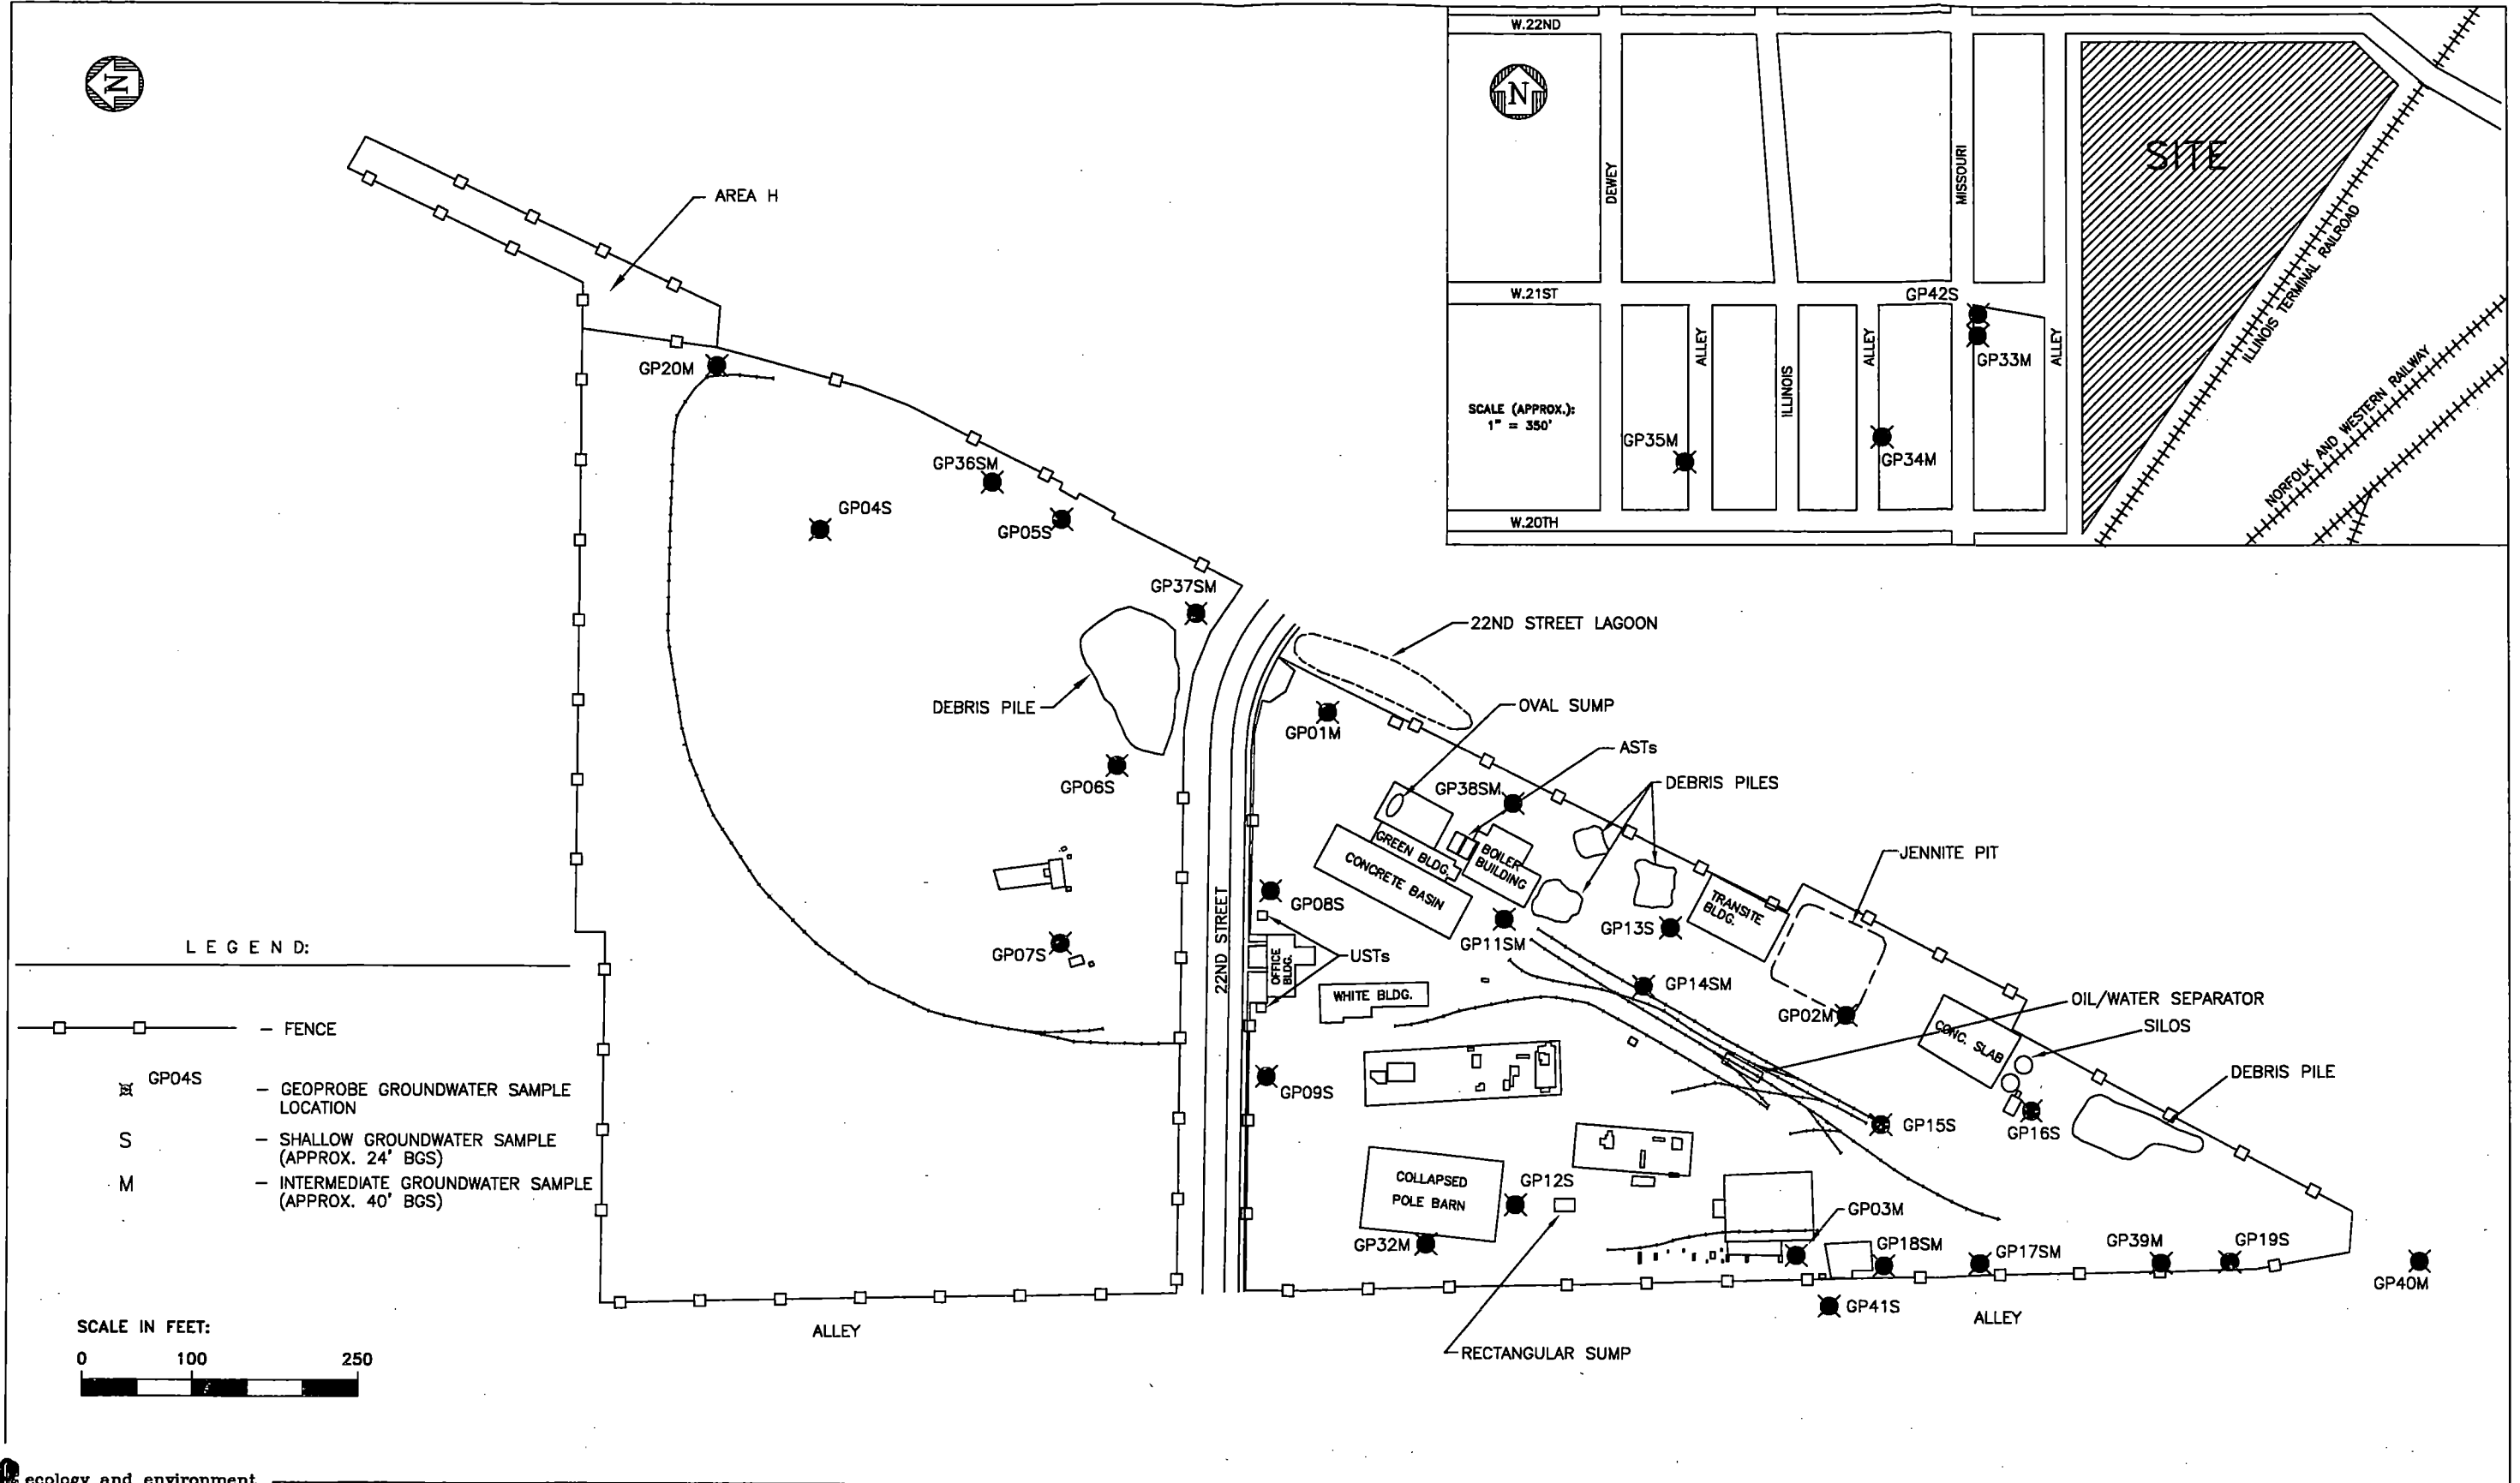 N
AREA H
GP20M
GP36SM
GP04S
GP05S
GP37SM
DEBRIS PILE
GP06S
GP07S
22ND STREET
ALLEY
W.22ND
N
DEWEY
MISSOURI
SITE
ILLINOIS TERMINAL RAILROAD
NORFOLK AND WESTERN RAILWAY
W.21ST
GP42S
GP33M
ALLEY
ILLINOIS
ALLEY
ALLEY
SCALE (APPROX.):
1" = 350'
GP35M
GP34M
W.20TH
22ND STREET LAGOON
OVAL SUMP
GP01M
ASTs
GP38SM
DEBRIS PILES
GREEN BLDG.
BOILER
BUILDING
CONCRETE BASIN
JENNITE PIT
GP08S
GP11SM
GP13S
TRANSITE
BLDG.
USTs
OFFICE
BLDG.
WHITE BLDG.
GP14SM
GP02M
OIL/WATER SEPARATOR
SILOS
CONC. SLAB
DEBRIS PILE
GP09S
GP15S
GP16S
COLLAPSED
POLE BARN
GP12S
GP03M
GP32M
GP18SM
GP17SM
GP39M
GP19S
GP40M
GP41S
ALLEY
RECTANGULAR SUMP
LEGEND:
– FENCE
GP04S
– GEOPROBE GROUNDWATER SAMPLE
LOCATION
S – SHALLOW GROUNDWATER SAMPLE
(APPROX. 24' BGS)
M – INTERMEDIATE GROUNDWATER SAMPLE
(APPROX. 40' BGS)
SCALE IN FEET:
0 100 250
ecology and environment